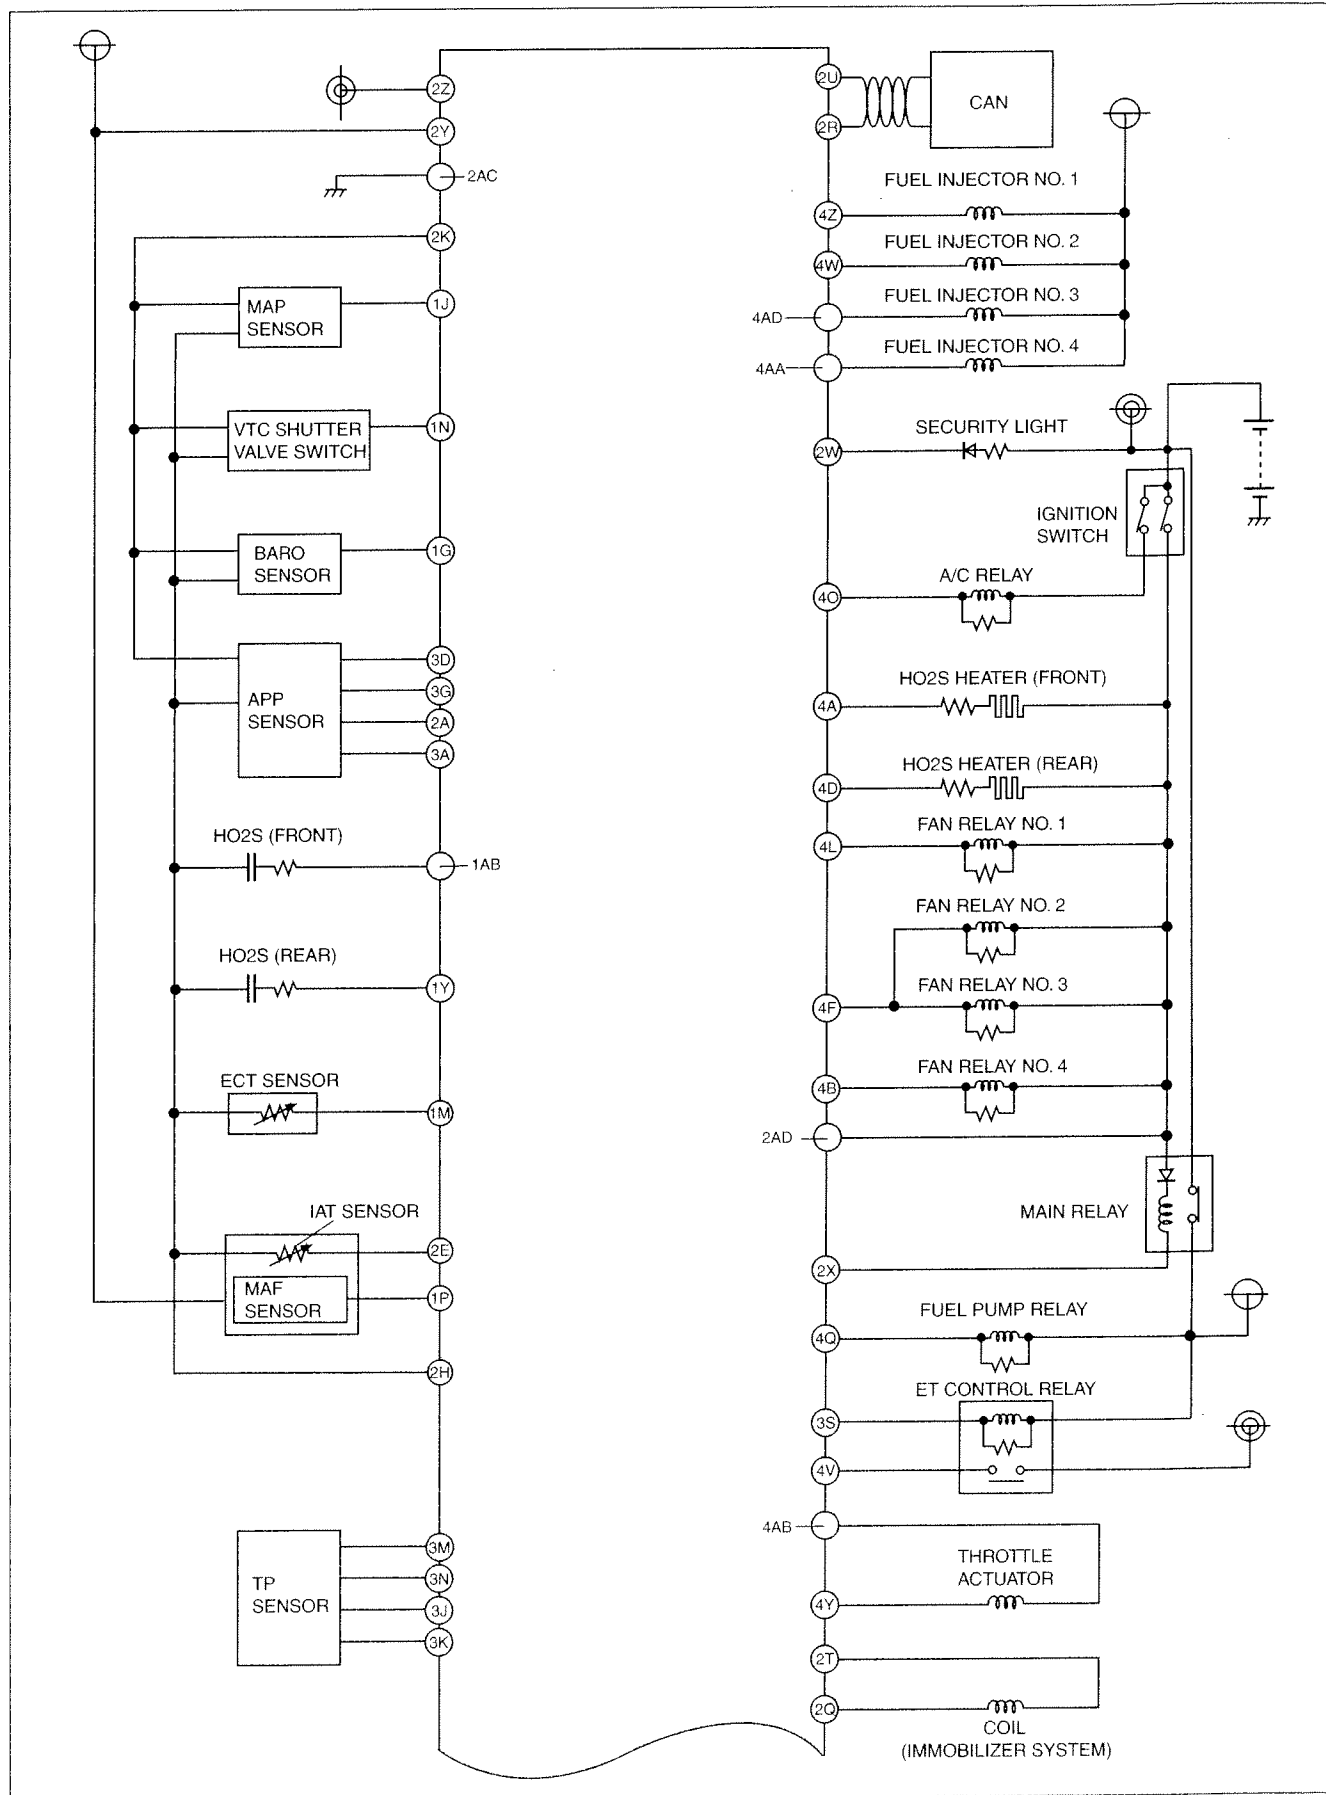 2Z
2Y
2AC
2K
MAP
SENSOR
1J
VTC SHUTTER
VALVE SWITCH
1N
BARO
SENSOR
1G
APP
SENSOR
3D
3G
2A
3A
HO2S (FRONT)
1AB
HO2S (REAR)
1Y
ECT SENSOR
1M
IAT SENSOR
2E
MAF
SENSOR
1P
2H
TP
SENSOR
3M
3N
3J
3K
2U
2R
CAN
FUEL INJECTOR NO. 1
4Z
FUEL INJECTOR NO. 2
4W
FUEL INJECTOR NO. 3
4AD
FUEL INJECTOR NO. 4
4AA
SECURITY LIGHT
2W
IGNITION
SWITCH
A/C RELAY
4O
HO2S HEATER (FRONT)
4A
HO2S HEATER (REAR)
4D
FAN RELAY NO. 1
4L
FAN RELAY NO. 2
FAN RELAY NO. 3
4F
FAN RELAY NO. 4
4B
2AD
MAIN RELAY
2X
FUEL PUMP RELAY
4Q
ET CONTROL RELAY
3S
4V
4AB
THROTTLE
ACTUATOR
4Y
2T
2Q
COIL
(IMMOBILIZER SYSTEM)